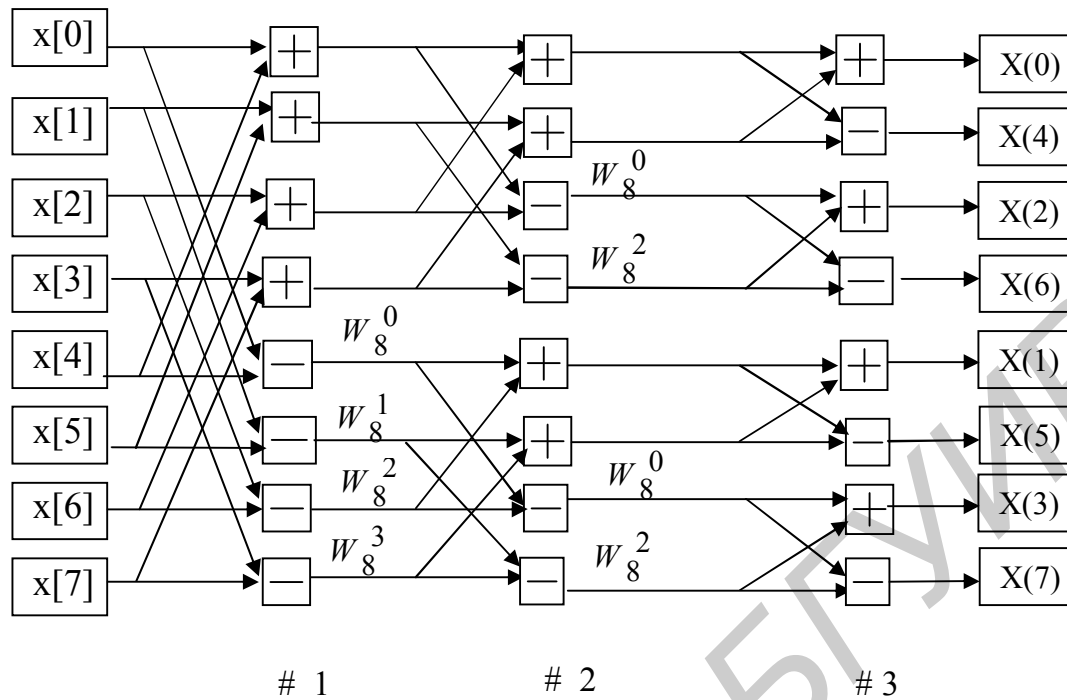 x[0] X(0)
x[1] X(4)
x[2] W₈⁰ X(2)
x[3] W₈² X(6)
x[4] W₈⁰ X(1)
x[5] W₈¹ X(5)
x[6] W₈² W₈⁰ X(3)
x[7] W₈³ W₈² X(7)
# 1 # 2 # 3
БГУИР